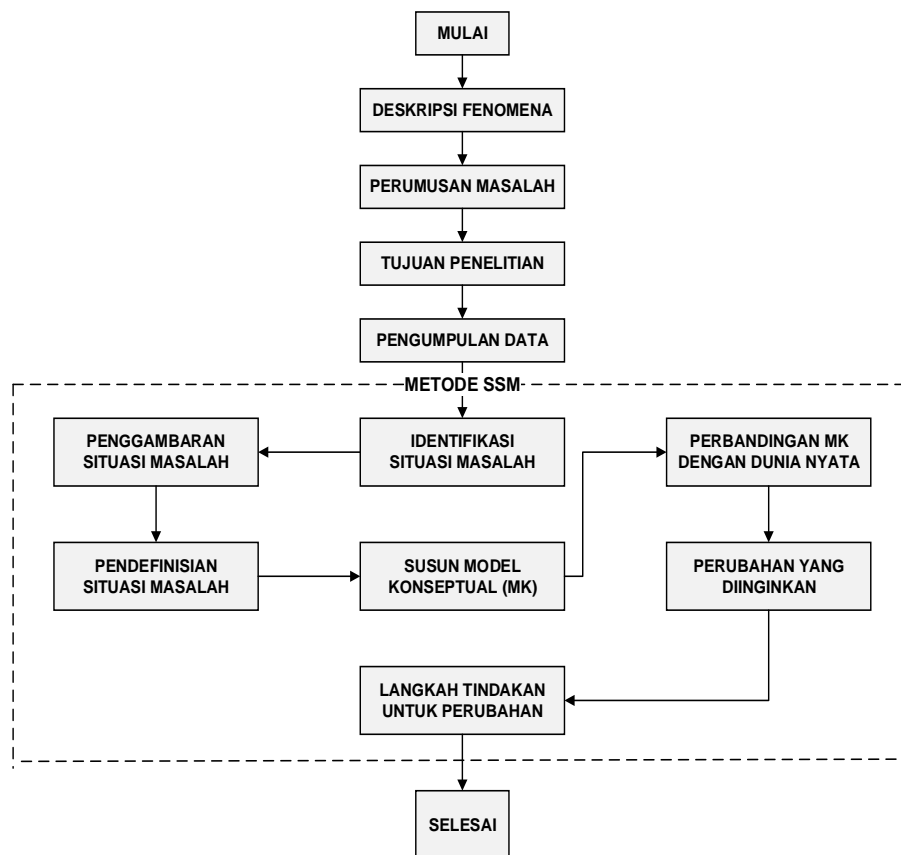 MULAI
DESKRIPSI FENOMENA
PERUMUSAN MASALAH
TUJUAN PENELITIAN
PENGUMPULAN DATA
METODE SSM
IDENTIFIKASI
SITUASI MASALAH
PENGGAMBARAN
SITUASI MASALAH
PENDEFINISIAN
SITUASI MASALAH
SUSUN MODEL
KONSEPTUAL (MK)
PERBANDINGAN MK
DENGAN DUNIA NYATA
PERUBAHAN YANG
DIINGINKAN
LANGKAH TINDAKAN
UNTUK PERUBAHAN
SELESAI